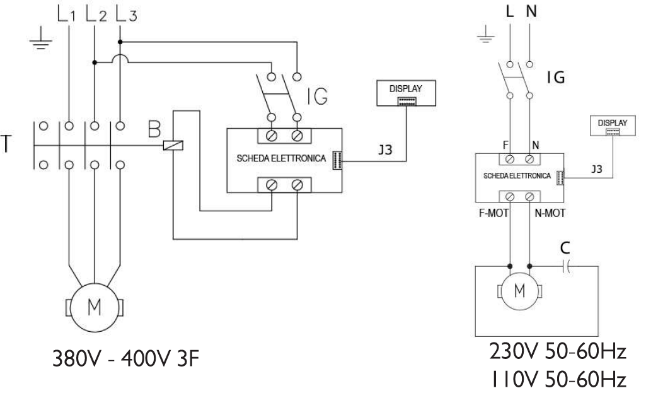 L1 L2 L3
IG
DISPLAY
J3
T
B
SCHEDA ELETTRONICA
M
380V - 400V 3F
L N
IG
DISPLAY
F N
J3
SCHEDA ELETTRONICA
F-MOT N-MOT
C
M
230V 50-60Hz
110V 50-60Hz